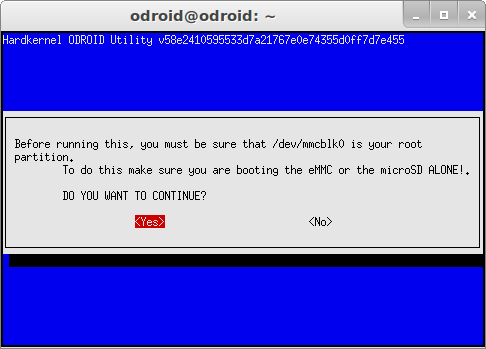 odroid@odroid: ~
Hardkernel ODROID Utility v58e2410595533d7a21767e0e74355d0ff7d7e455
Before running this, you must be sure that /dev/mmcblk0 is your root
partition.
To do this make sure you are booting the eMMC or the microSD ALONE!.
DO YOU WANT TO CONTINUE?
<Yes> <No>